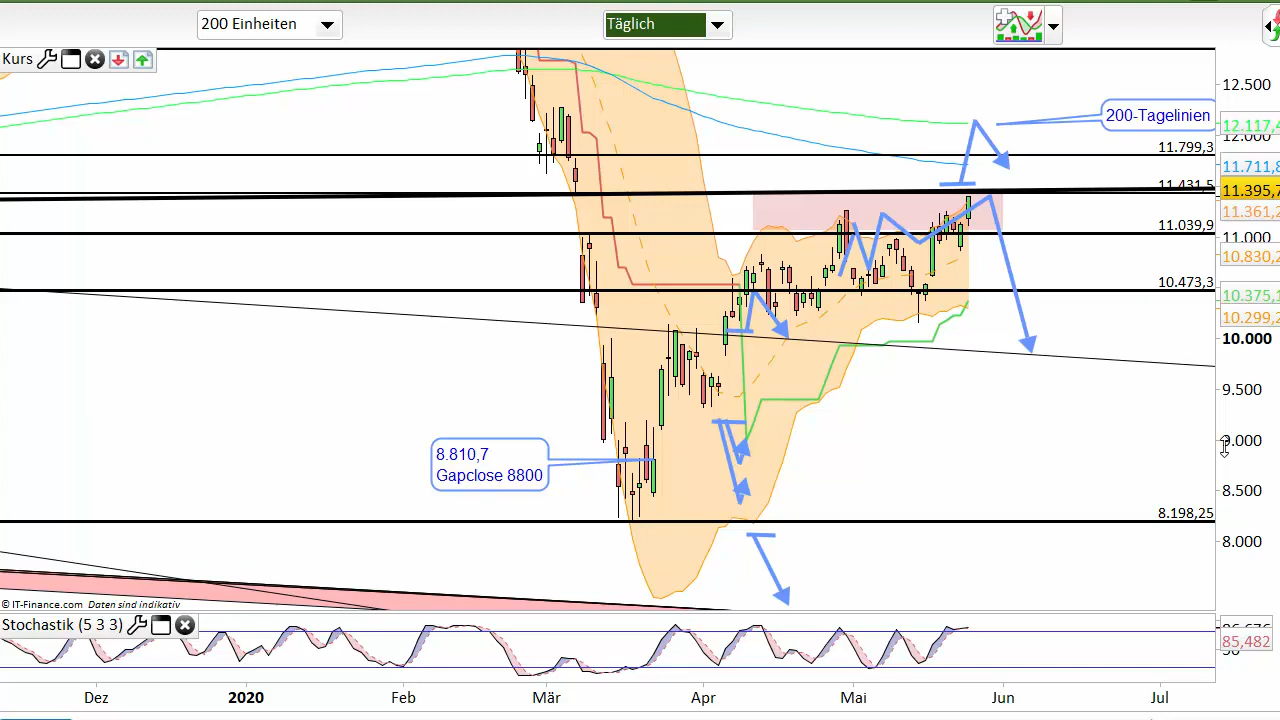 200 Einheiten
Täglich
Kurs
12.500
200-Tagelinien
12.117,4
12.000
11.799,3
11.711,8
11.431,5
11.395,7
11.361,2
11.039,9
11.000
10.830,2
10.473,3
10.375,1
10.299,2
10.000
9.500
9.000
8.810,7
Gapclose 8800
8.500
8.198,25
8.000
© IT-Finance.com Daten sind indikativ
Stochastik (5 3 3)
85,482
Dez 2020 Feb Mär Apr Mai Jun Jul